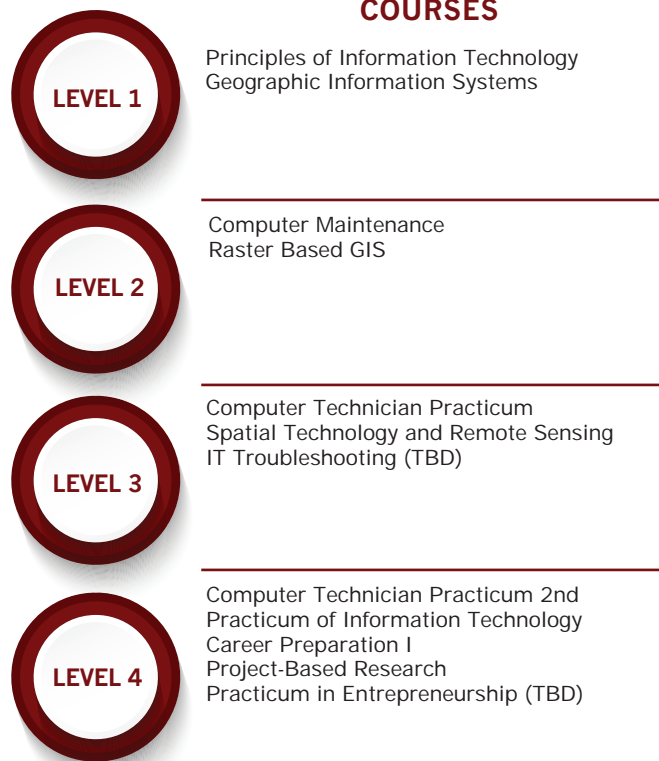 COURSES
LEVEL 1
Principles of Information Technology
Geographic Information Systems
LEVEL 2
Computer Maintenance
Raster Based GIS
LEVEL 3
Computer Technician Practicum
Spatial Technology and Remote Sensing
IT Troubleshooting (TBD)
LEVEL 4
Computer Technician Practicum 2nd
Practicum of Information Technology
Career Preparation I
Project-Based Research
Practicum in Entrepreneurship (TBD)